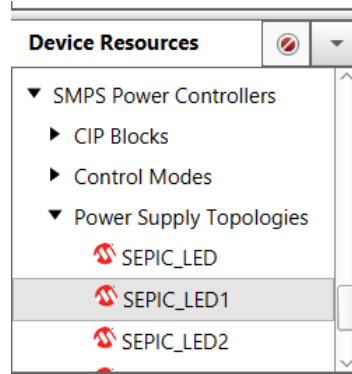 Device Resources
SMPS Power Controllers
CIP Blocks
Control Modes
Power Supply Topologies
SEPIC_LED
SEPIC_LED1
SEPIC_LED2